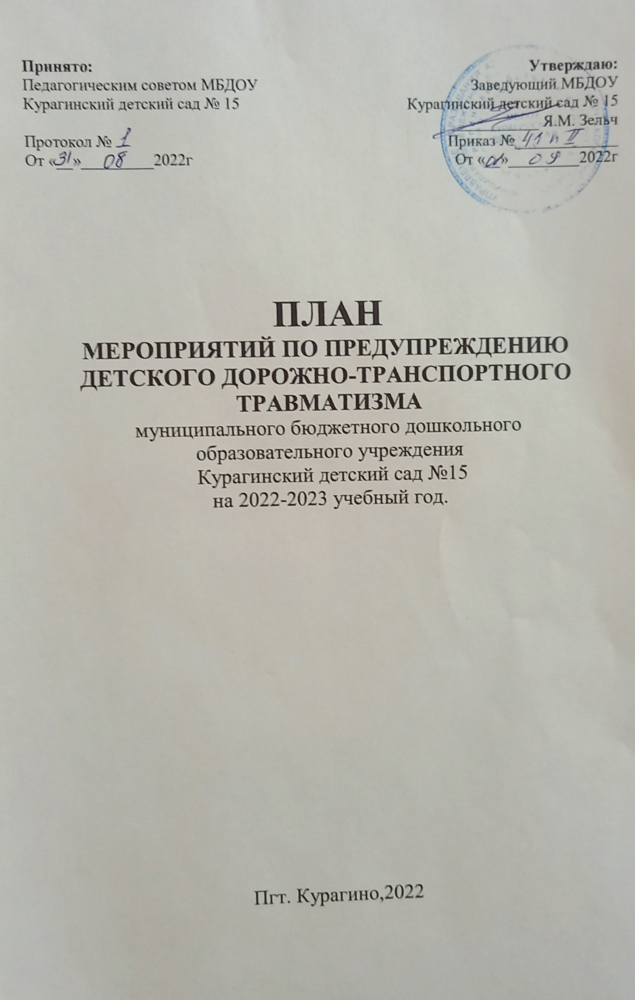 Принято:
Педагогическим советом МБДОУ
Курагинский детский сад № 15
Протокол № 1
От «31» 08 2022г
Утверждаю:
Заведующий МБДОУ
Курагинский детский сад № 15
Я.М. Зельч
Приказ № 41 п II
От «01» 09 2022г
ПЛАН
МЕРОПРИЯТИЙ ПО ПРЕДУПРЕЖДЕНИЮ
ДЕТСКОГО ДОРОЖНО-ТРАНСПОРТНОГО
ТРАВМАТИЗМА
муниципального бюджетного дошкольного
образовательного учреждения
Курагинский детский сад №15
на 2022-2023 учебный год.
Пгт. Курагино,2022